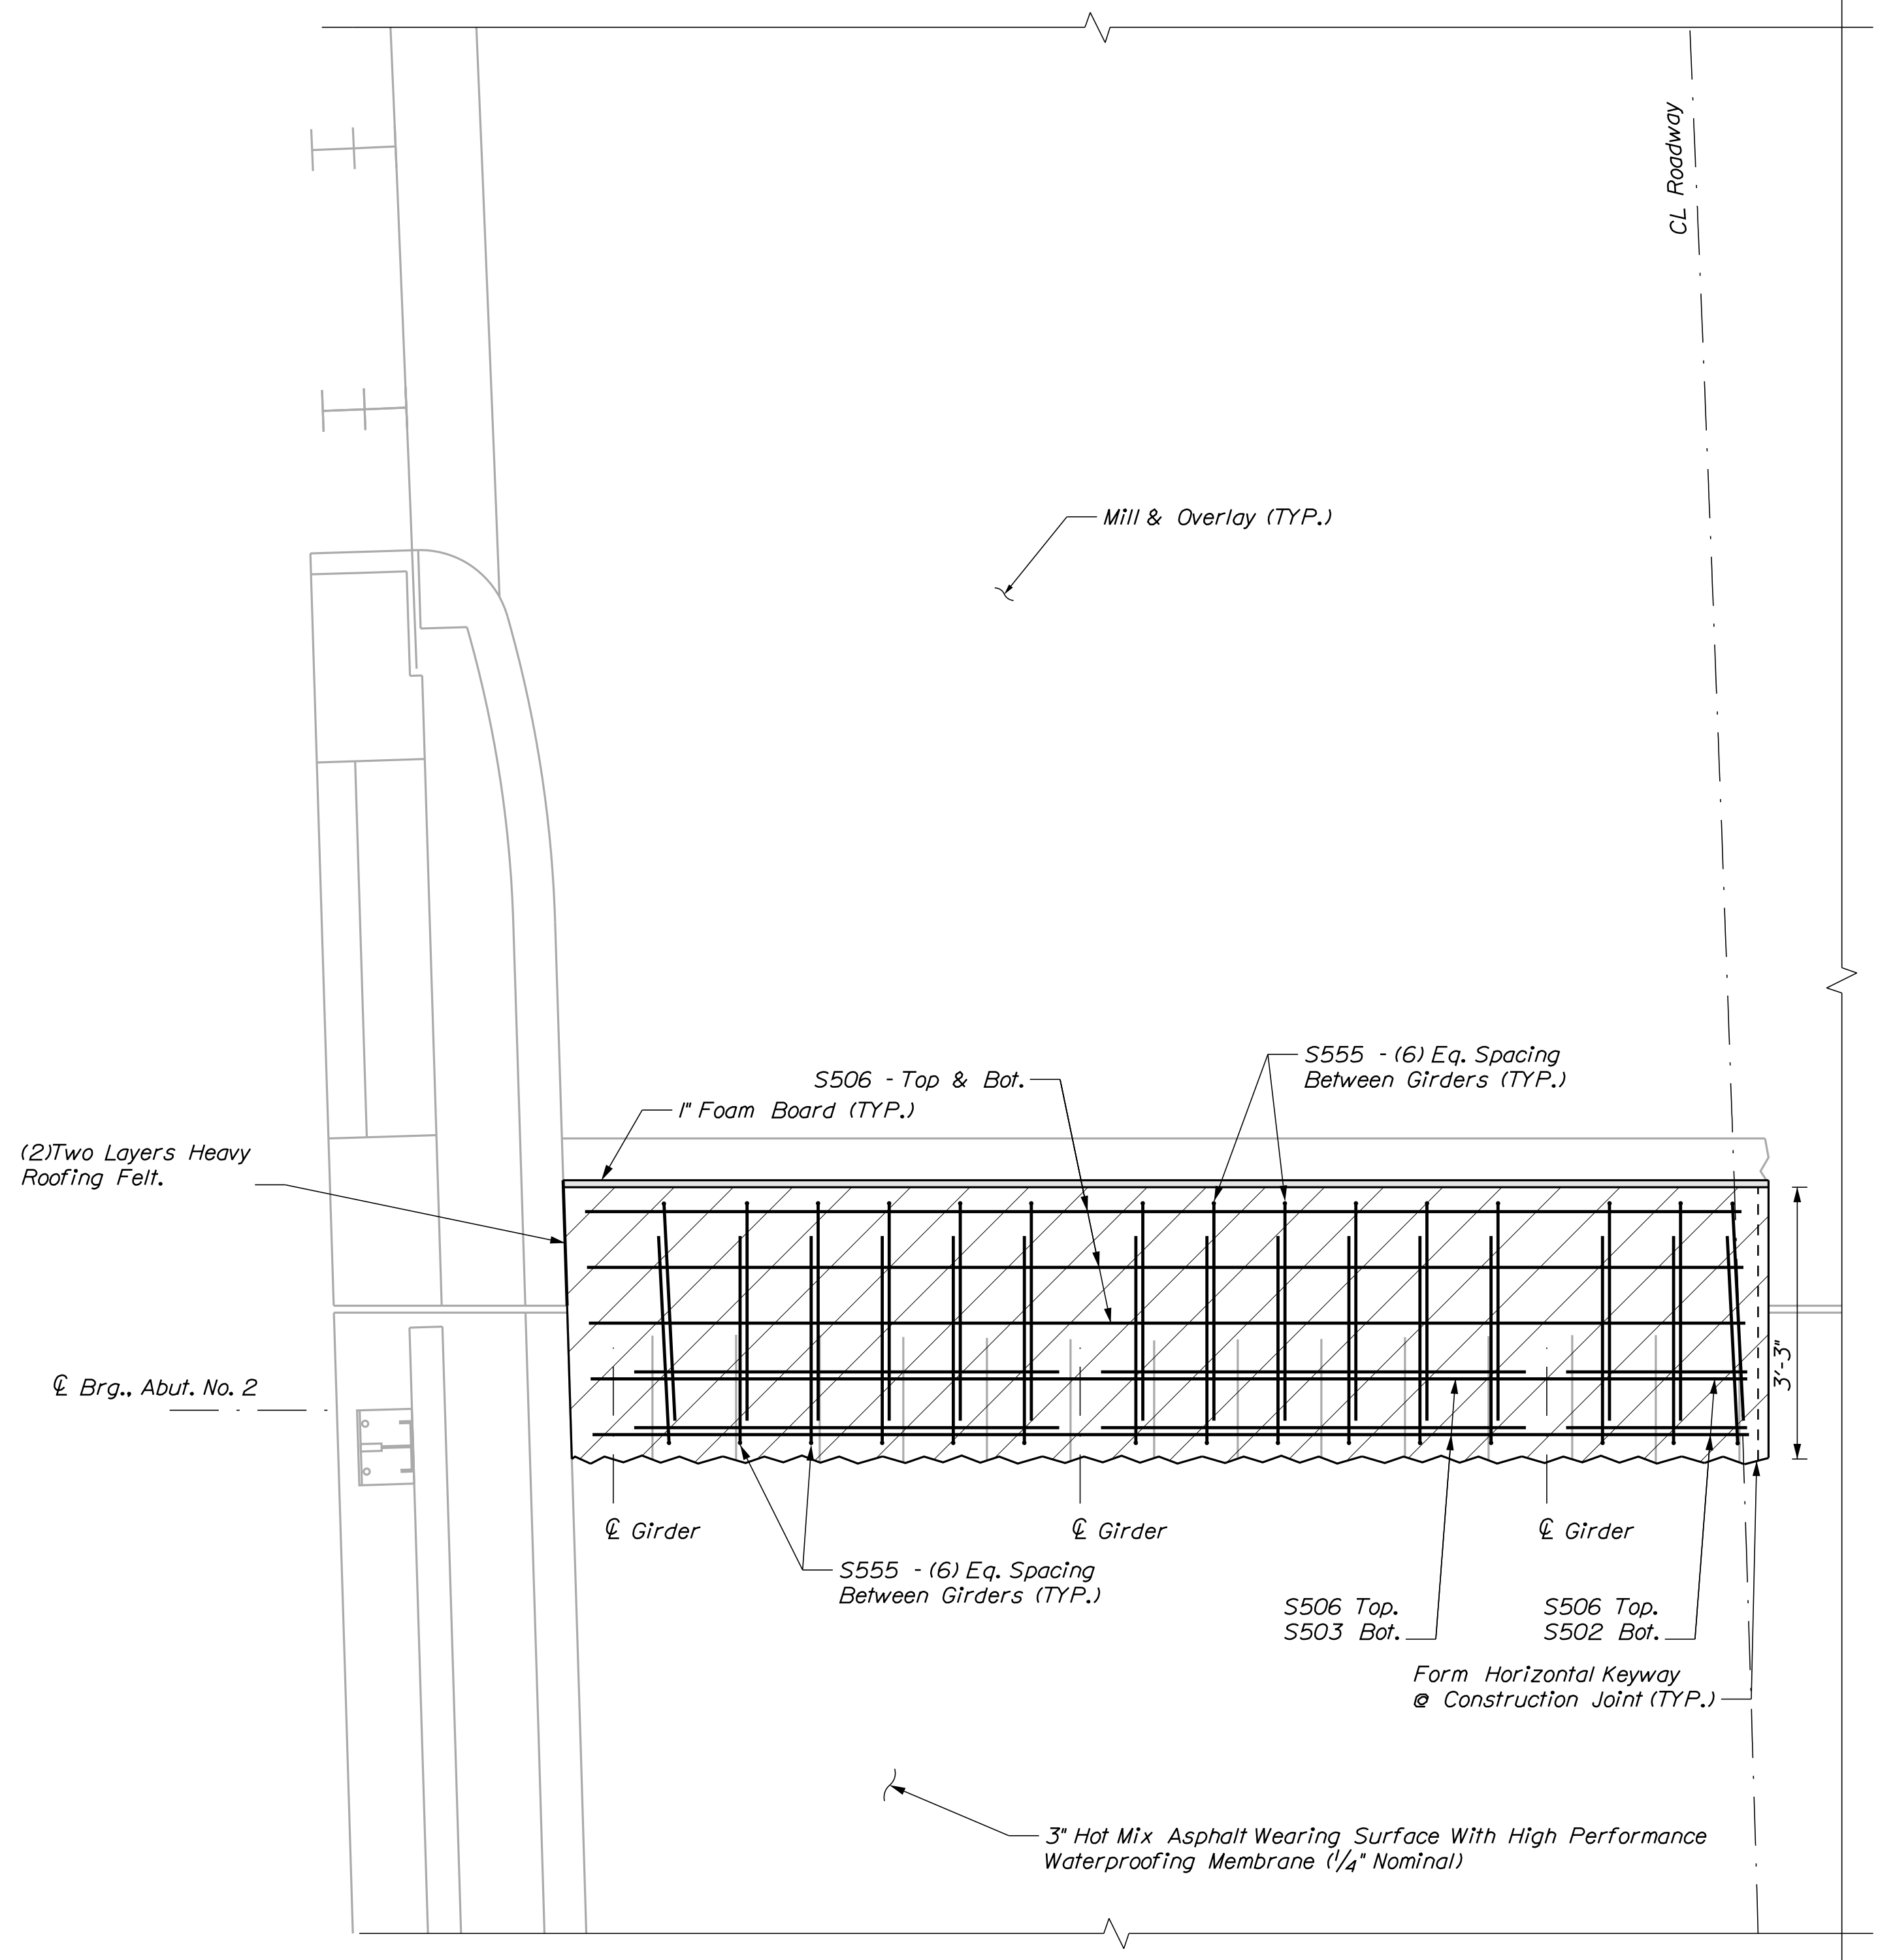 CL Roadway
Mill & Overlay (TYP.)
S555 - (6) Eq. Spacing
Between Girders (TYP.)
S506 - Top & Bot.
1" Foam Board (TYP.)
(2)Two Layers Heavy
Roofing Felt.
3'-3"
℄ Brg., Abut. No. 2
℄ Girder
℄ Girder
℄ Girder
S555 - (6) Eq. Spacing
Between Girders (TYP.)
S506 Top.
S503 Bot.
S506 Top.
S502 Bot.
Form Horizontal Keyway
@ Construction Joint (TYP.)
3" Hot Mix Asphalt Wearing Surface With High Performance
Waterproofing Membrane (1/4" Nominal)